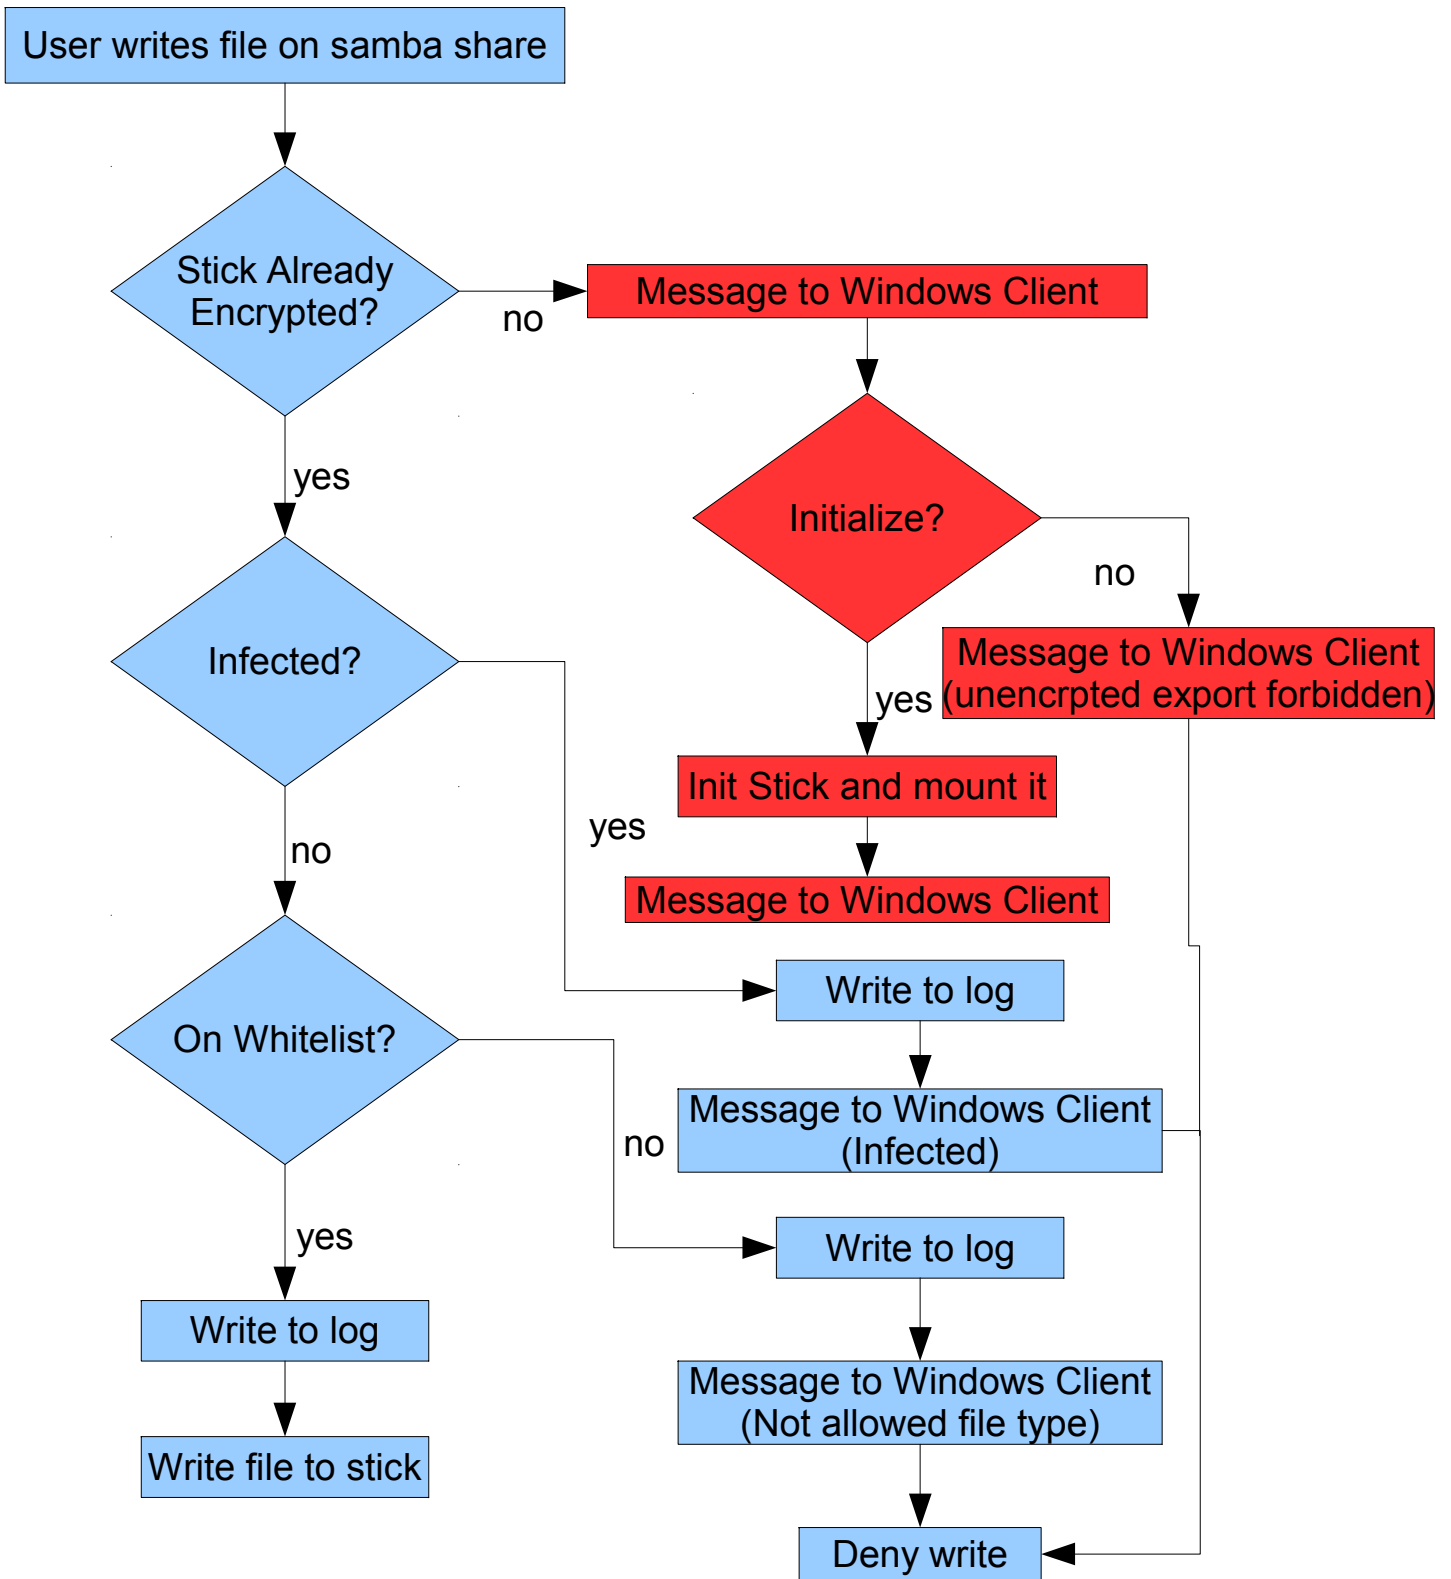 User writes file on samba share
Stick Already
Encrypted?
no
Message to Windows Client
yes
Initialize?
no
Infected?
Message to Windows Client
(unencrpted export forbidden)
yes
Init Stick and mount it
yes
no
Message to Windows Client
Write to log
On Whitelist?
Message to Windows Client
(Infected)
no
yes
Write to log
Write to log
Message to Windows Client
(Not allowed file type)
Write file to stick
Deny write